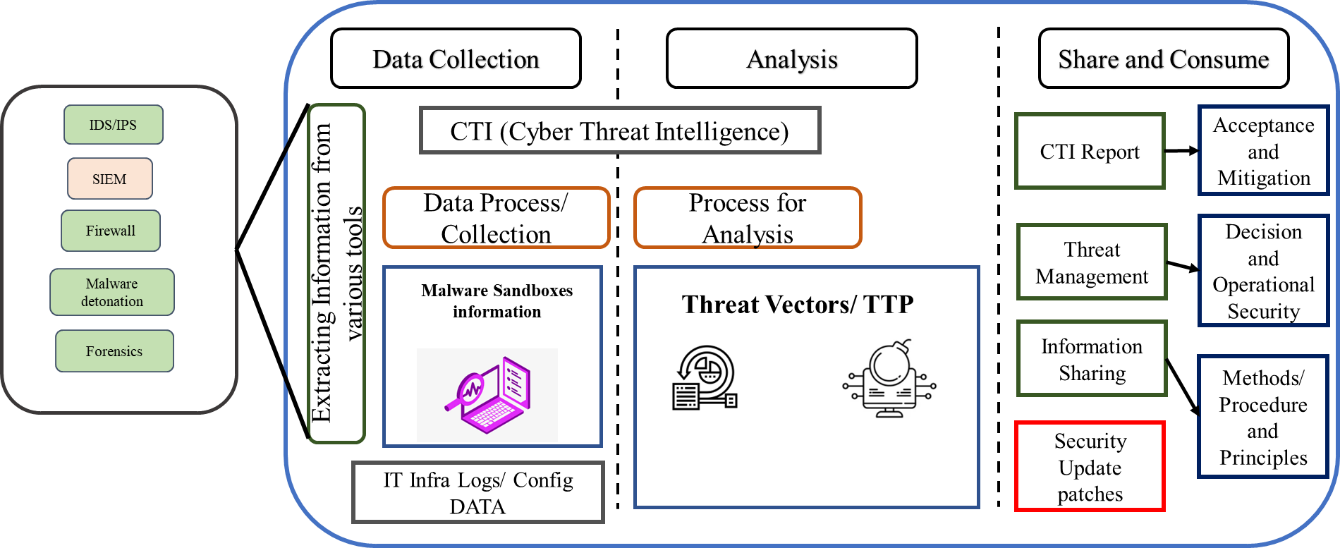 Data Collection
Analysis
Share and Consume
IDS/IPS
SIEM
Firewall
Malware
detonation
Forensics
Extracting Information from
various tools
CTI (Cyber Threat Intelligence)
Data Process/
Collection
Process for
Analysis
Malware Sandboxes
information
Threat Vectors/ TTP
IT Infra Logs/ Config
DATA
CTI Report
Acceptance
and
Mitigation
Threat
Management
Decision
and
Operational
Security
Information
Sharing
Methods/
Procedure
and
Principles
Security
Update
patches